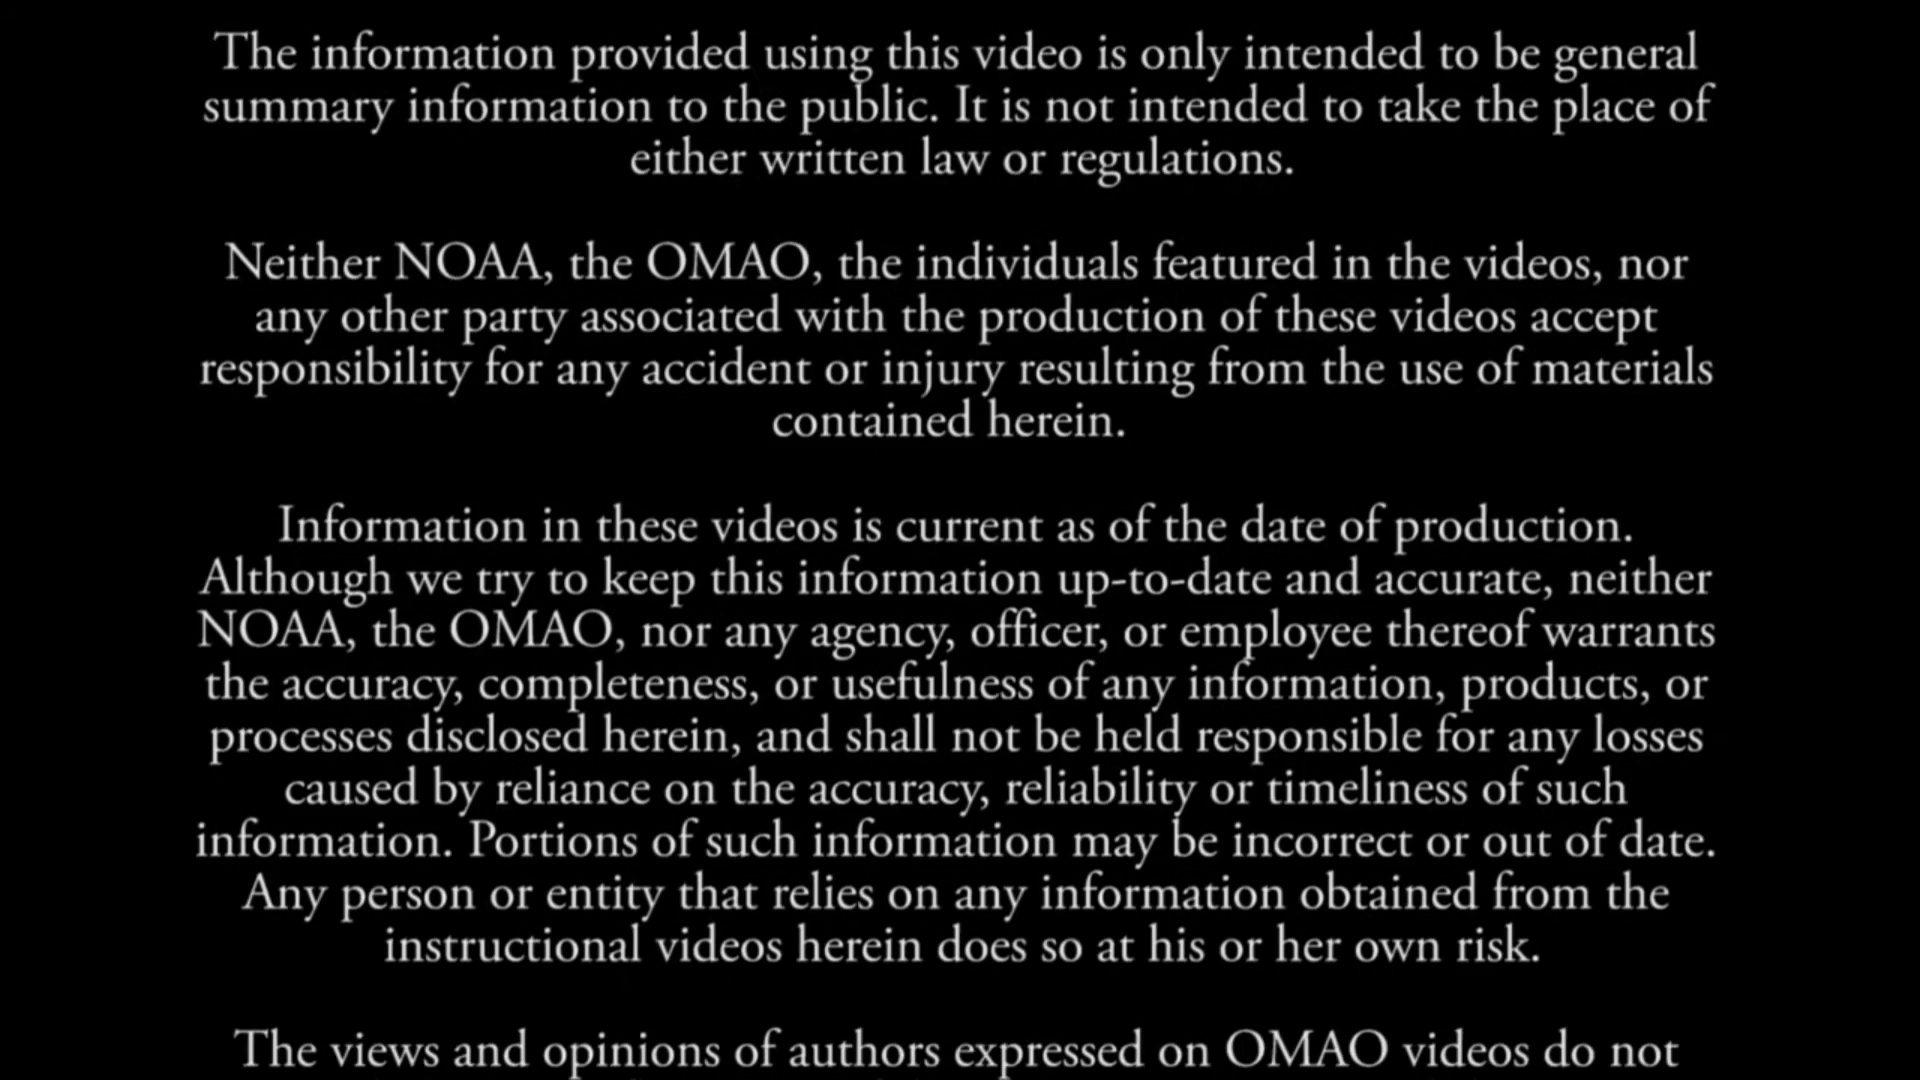 The information provided using this video is only intended to be general
summary information to the public. It is not intended to take the place of
either written law or regulations.
Neither NOAA, the OMAO, the individuals featured in the videos, nor
any other party associated with the production of these videos accept
responsibility for any accident or injury resulting from the use of materials
contained herein.
Information in these videos is current as of the date of production.
Although we try to keep this information up-to-date and accurate, neither
NOAA, the OMAO, nor any agency, officer, or employee thereof warrants
the accuracy, completeness, or usefulness of any information, products, or
processes disclosed herein, and shall not be held responsible for any losses
caused by reliance on the accuracy, reliability or timeliness of such
information. Portions of such information may be incorrect or out of date.
Any person or entity that relies on any information obtained from the
instructional videos herein does so at his or her own risk.
The views and opinions of authors expressed on OMAO videos do not